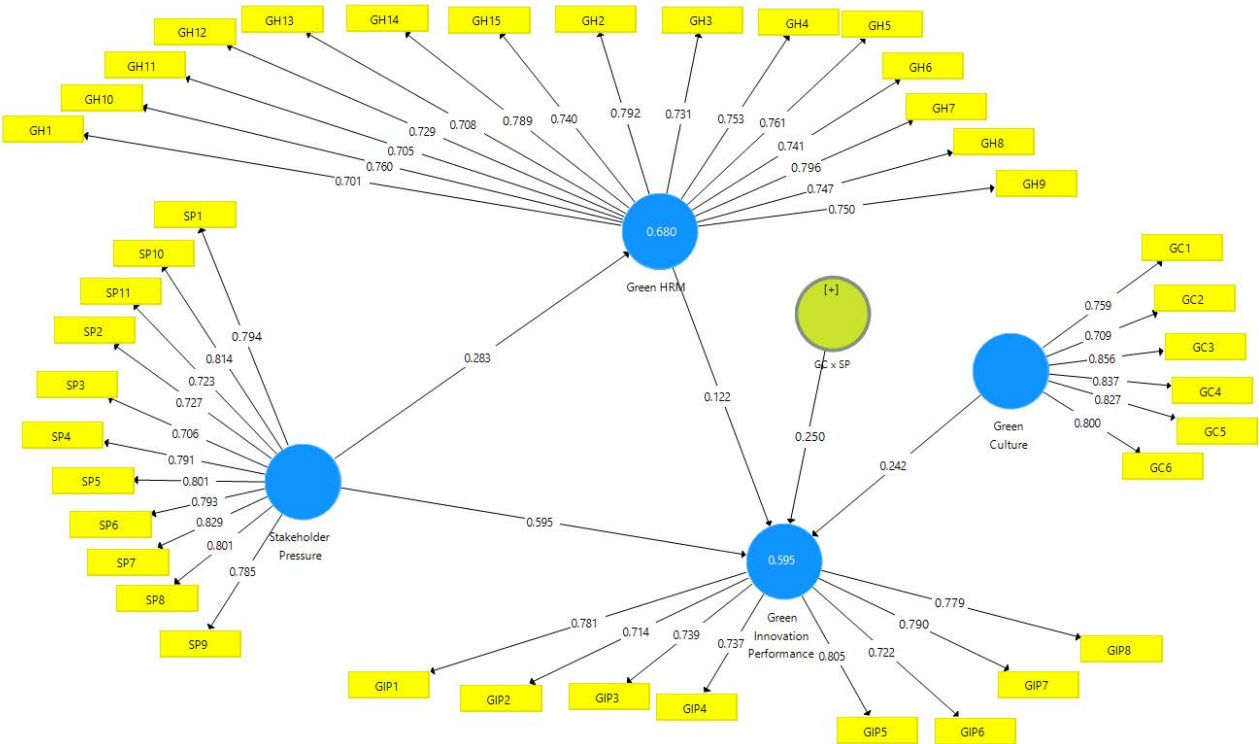 GH13
GH14
GH15
GH2
GH3
GH4
GH5
GH12
GH11
GH6
GH10
GH7
GH1
GH8
GH9
0.701
0.760
0.705
0.729
0.708
0.789
0.740
0.792
0.731
0.753
0.761
0.741
0.796
0.747
0.750
0.680
Green HRM
SP1
SP10
SP11
SP2
SP3
SP4
SP5
SP6
SP7
SP8
SP9
0.794
0.814
0.723
0.727
0.706
0.791
0.801
0.793
0.829
0.801
0.785
Stakeholder
Pressure
0.283
0.122
[+]
GC x SP
0.250
0.242
0.595
GC1
GC2
GC3
GC4
GC5
GC6
0.759
0.709
0.856
0.837
0.827
0.800
Green
Culture
0.595
Green
Innovation
Performance
0.781
0.714
0.739
0.737
0.805
0.722
0.790
0.779
GIP1
GIP2
GIP3
GIP4
GIP5
GIP6
GIP7
GIP8